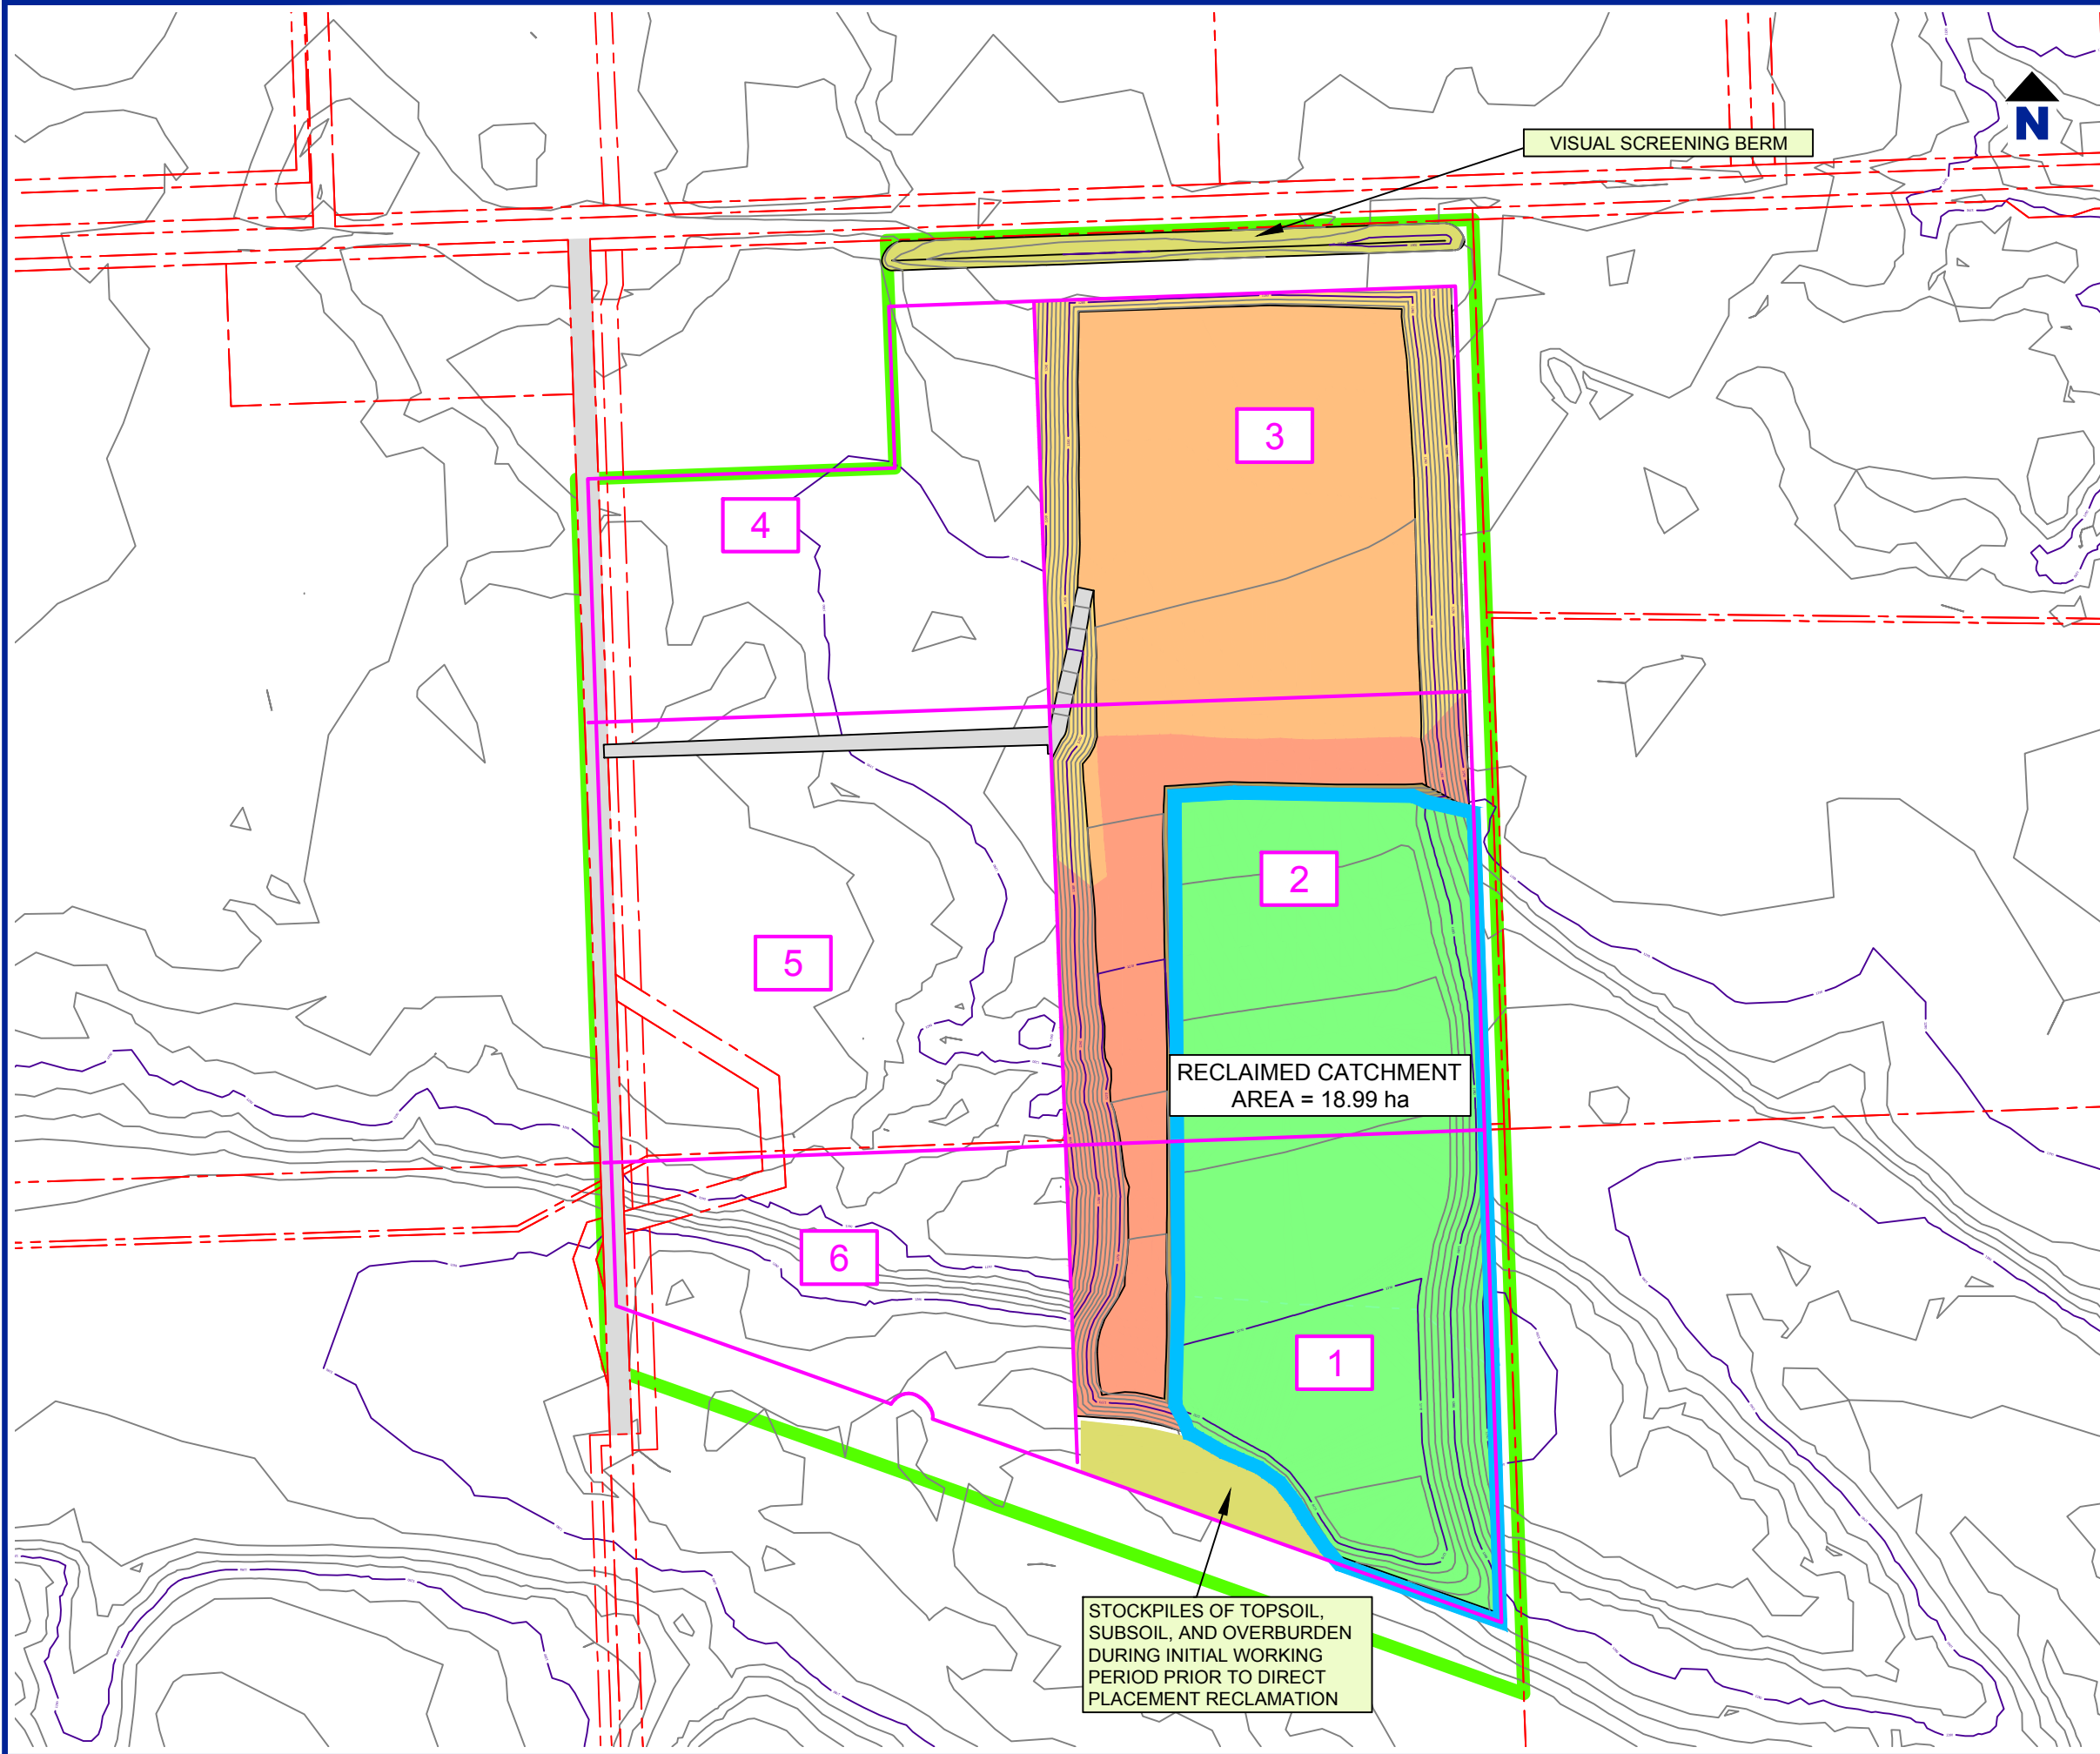 N
VISUAL SCREENING BERM
3
4
2
5
RECLAIMED CATCHMENT
AREA = 18.99 ha
6
1
STOCKPILES OF TOPSOIL,
SUBSOIL, AND OVERBURDEN
DURING INITIAL WORKING
PERIOD PRIOR TO DIRECT
PLACEMENT RECLAMATION